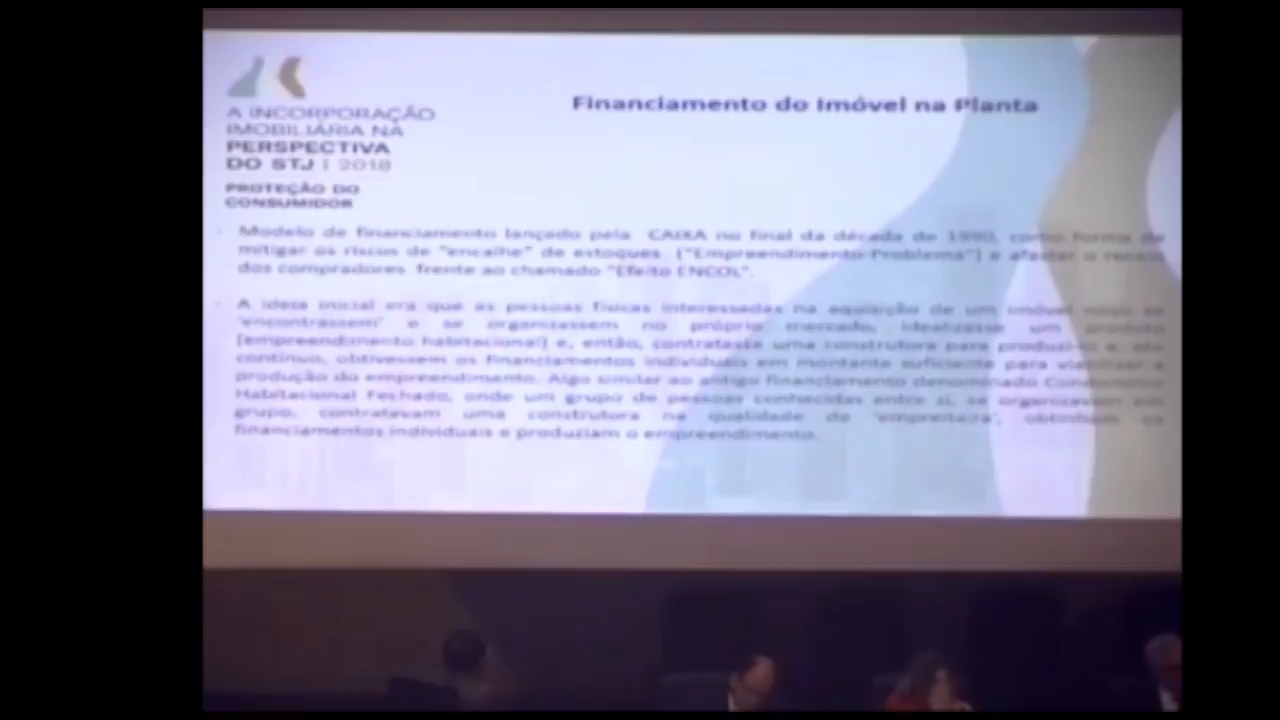 A INCORPORAÇÃO
IMOBILIÁRIA NA
PERSPECTIVA
DO STJ | 2018
PROTEÇÃO DO
CONSUMIDOR
Financiamento do Imóvel na Planta
Modelo de financiamento lançado pela CAIXA no final da década de 1990, como forma de
mitigar os riscos de "encalhe" de estoques ("Empreendimento Problema") e afastar o receio
dos compradores frente ao chamado "Efeito ENCOL".
A ideia inicial era que as pessoas físicas interessadas na aquisição de um imóvel novo se
'encontrassem' e se organizassem no próprio mercado, idealizasse um produto
(empreendimento habitacional) e, então, contratasse uma construtora para produzi-lo e, ato
contínuo, obtivessem os financiamentos individuais em montante suficiente para viabilizar a
produção do empreendimento. Algo similar ao antigo financiamento denominado Condomínio
Habitacional Fechado, onde um grupo de pessoas conhecidas entre si, se organizavam em
grupo, contratavam uma construtora na qualidade de 'empreiteira', obtinham os
financiamentos individuais e produziam o empreendimento.